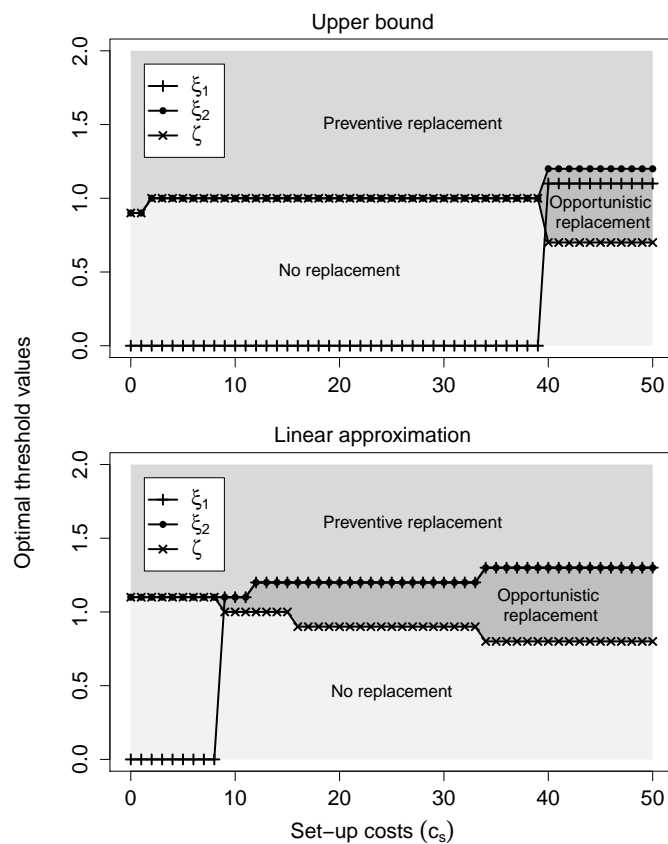 Upper bound
2.0
1.5
1.0
0.5
0.0
ξ1
ξ2
ζ
Preventive replacement
Opportunistic
replacement
No replacement
0 10 20 30 40 50
Optimal threshold values
Linear approximation
2.0
1.5
1.0
0.5
0.0
ξ1
ξ2
ζ
Preventive replacement
Opportunistic
replacement
No replacement
0 10 20 30 40 50
Set−up costs (cs)